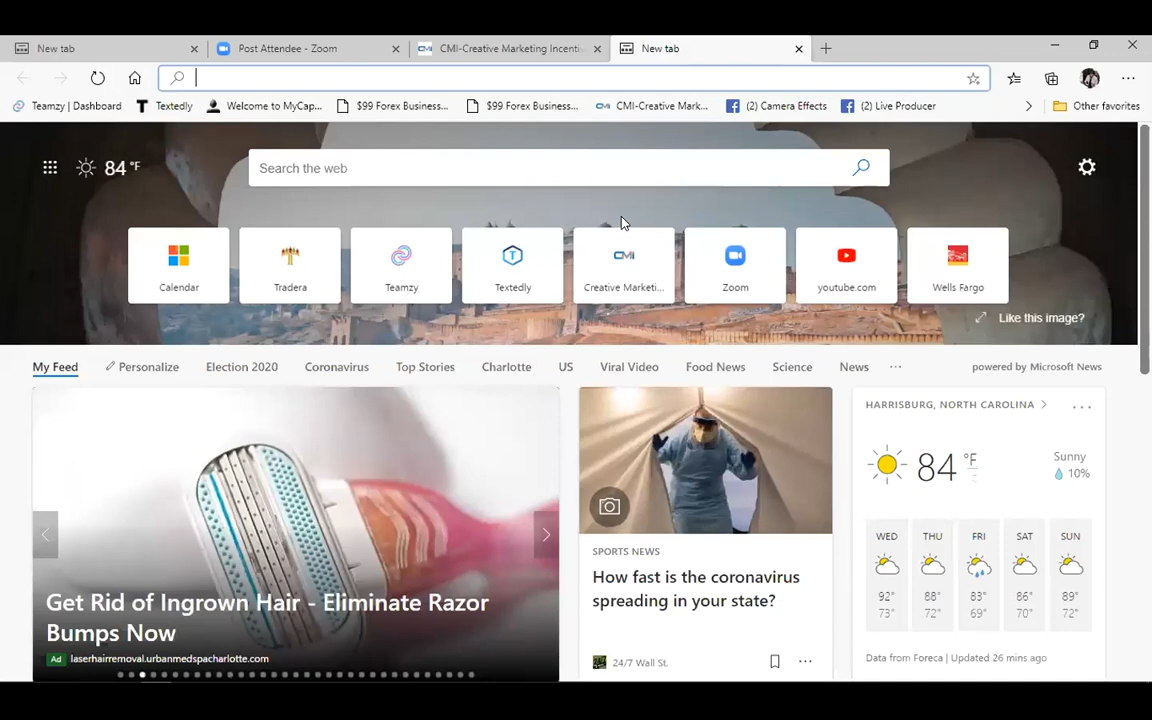 New tab
Post Attendee - Zoom
CMI-Creative Marketing Incenti
New tab
Teamzy | Dashboard
Textedly
Welcome to MyCap...
$99 Forex Business...
$99 Forex Business...
CMI-Creative Mark...
(2) Camera Effects
(2) Live Producer
Other favorites
84 °F
Search the web
Calendar
Tradera
Teamzy
Textedly
Creative Marketi...
Zoom
youtube.com
Wells Fargo
Like this image?
My Feed
Personalize
Election 2020
Coronavirus
Top Stories
Charlotte
US
Viral Video
Food News
Science
News
powered by Microsoft News
Get Rid of Ingrown Hair - Eliminate Razor
Bumps Now
Ad laserhairremoval.urbanmedspacharlotte.com
SPORTS NEWS
How fast is the coronavirus
spreading in your state?
24/7 Wall St.
HARRISBURG, NORTH CAROLINA
84 °F
Sunny
10%
WED THU FRI SAT SUN
92° 88° 83° 86° 89°
73° 72° 69° 70° 72°
Data from Foreca | Updated 26 mins ago